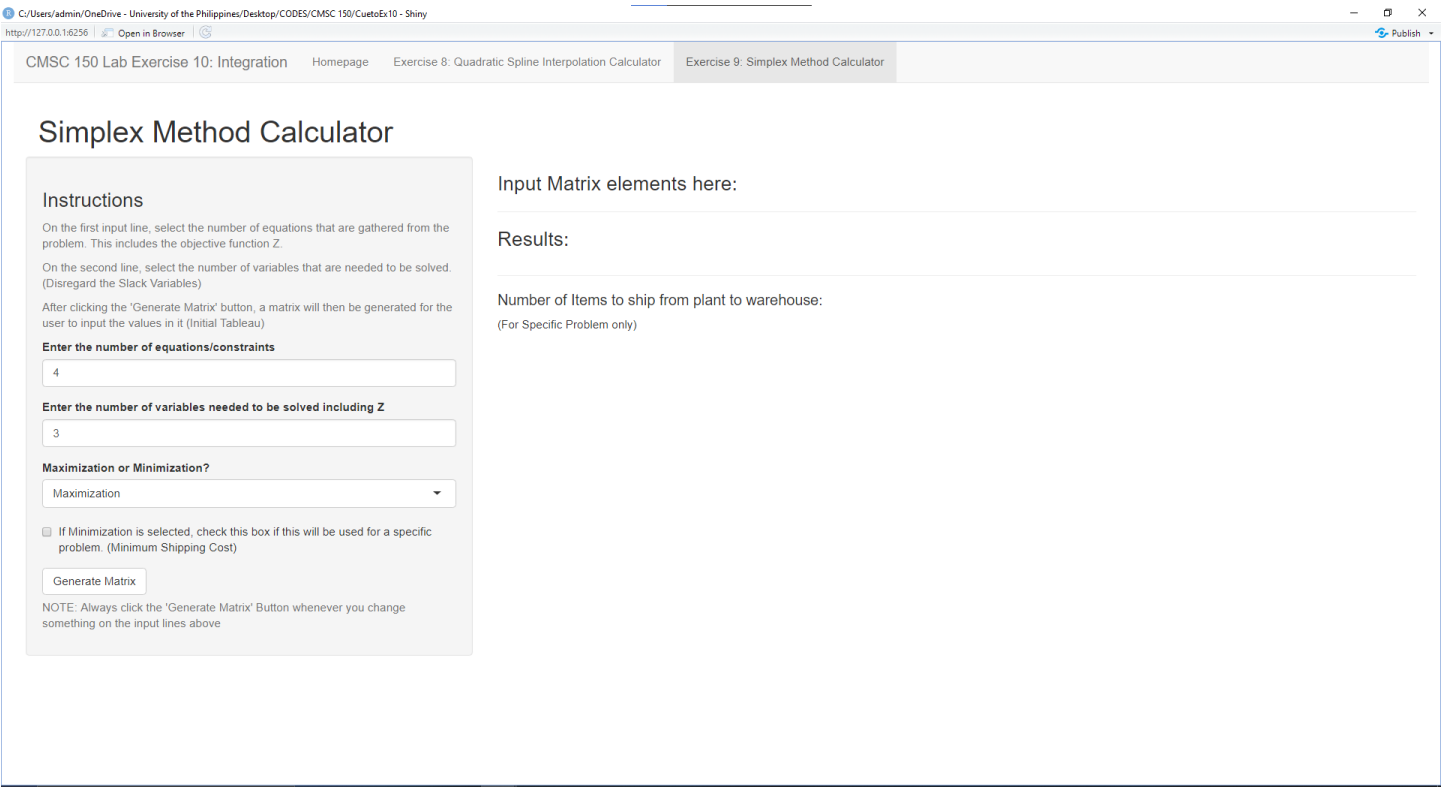 C:/Users/admin/OneDrive - University of the Philippines/Desktop/CODES/CMSC 150/CuetoEx10 - Shiny
http://127.0.0.1:6256 Open in Browser Publish
CMSC 150 Lab Exercise 10: Integration Homepage Exercise 8: Quadratic Spline Interpolation Calculator Exercise 9: Simplex Method Calculator
Simplex Method Calculator
Instructions
On the first input line, select the number of equations that are gathered from the
problem. This includes the objective function Z.
On the second line, select the number of variables that are needed to be solved.
(Disregard the Slack Variables)
After clicking the 'Generate Matrix' button, a matrix will then be generated for the
user to input the values in it (Initial Tableau)
Enter the number of equations/constraints
4
Enter the number of variables needed to be solved including Z
3
Maximization or Minimization?
Maximization
If Minimization is selected, check this box if this will be used for a specific
problem. (Minimum Shipping Cost)
Generate Matrix
NOTE: Always click the 'Generate Matrix' Button whenever you change
something on the input lines above
Input Matrix elements here:
Results:
Number of Items to ship from plant to warehouse:
(For Specific Problem only)